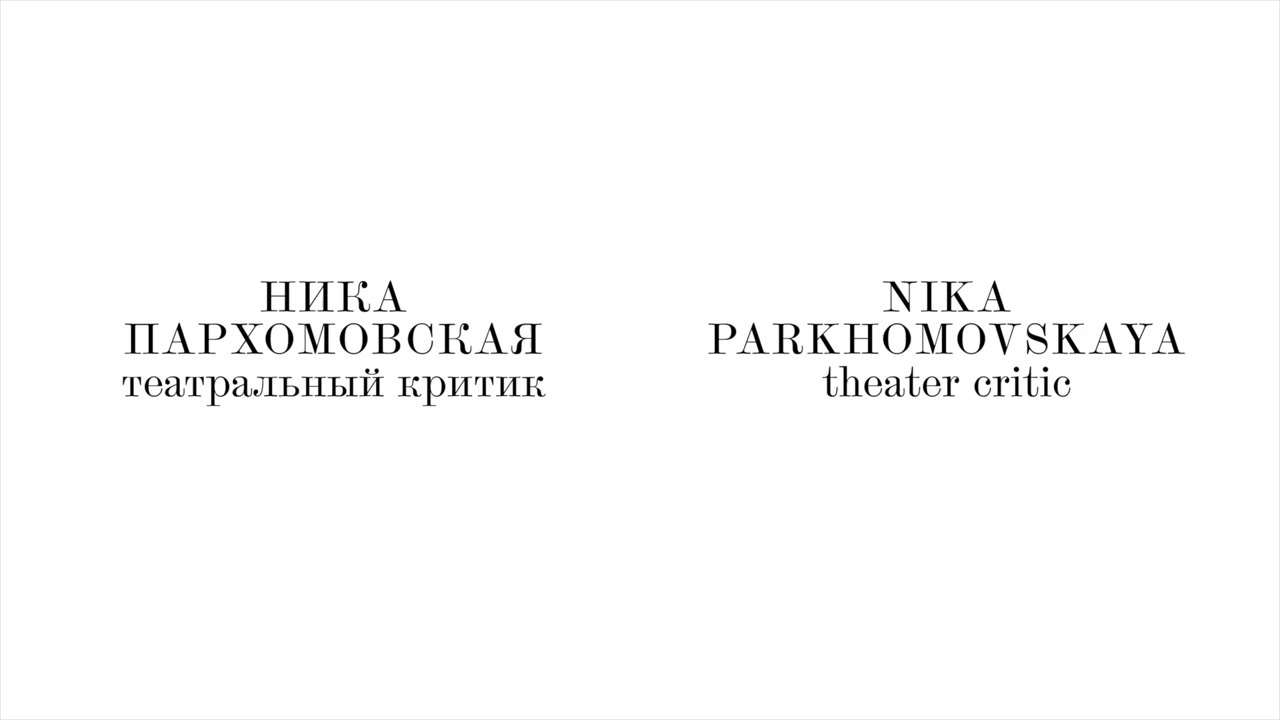 НИКА
ПАРХОМОВСКАЯ
театральный критик
NIKA
PARKHOMOVSKAYA
theater critic